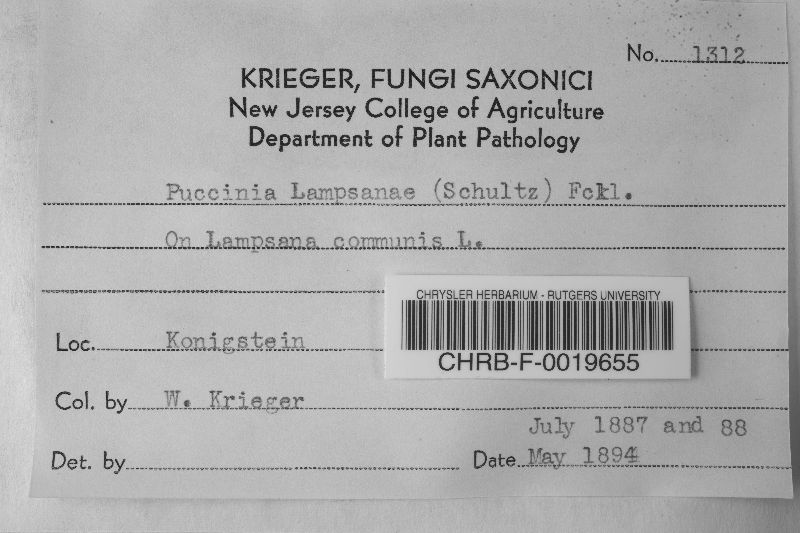 No. 1312
KRIEGER, FUNGI SAXONICI
New Jersey College of Agriculture
Department of Plant Pathology
Puccinia Lampsanae (Schultz) Fckl.
On Lampsana communis L.
CHRYSLER HERBARIUM - RUTGERS UNIVERSITY
CHRB-F-0019655
Loc. Konigstein
Col. by W. Krieger
July 1887 and 88
Det. by Date May 1894